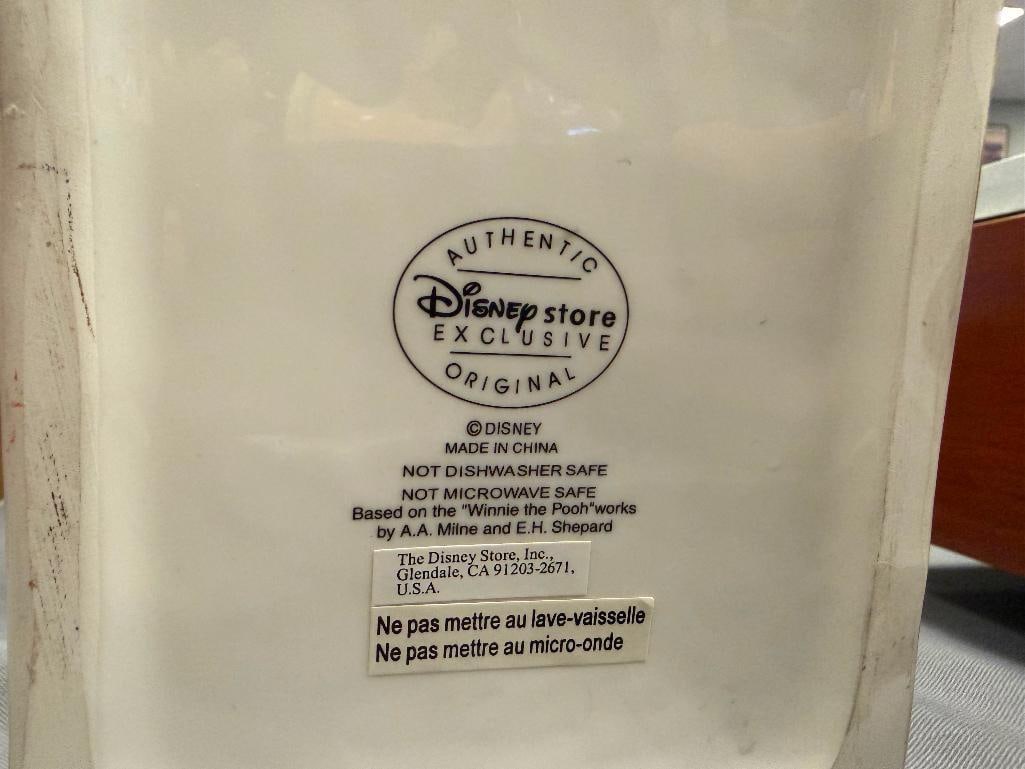 AUTHENTIC
Disney store
EXCLUSIVE
ORIGINAL
© DISNEY
MADE IN CHINA
NOT DISHWASHER SAFE
NOT MICROWAVE SAFE
Based on the "Winnie the Pooh"works
by A.A. Milne and E.H. Shepard
The Disney Store, Inc.,
Glendale, CA 91203-2671,
U.S.A.
Ne pas mettre au lave-vaisselle
Ne pas mettre au micro-onde